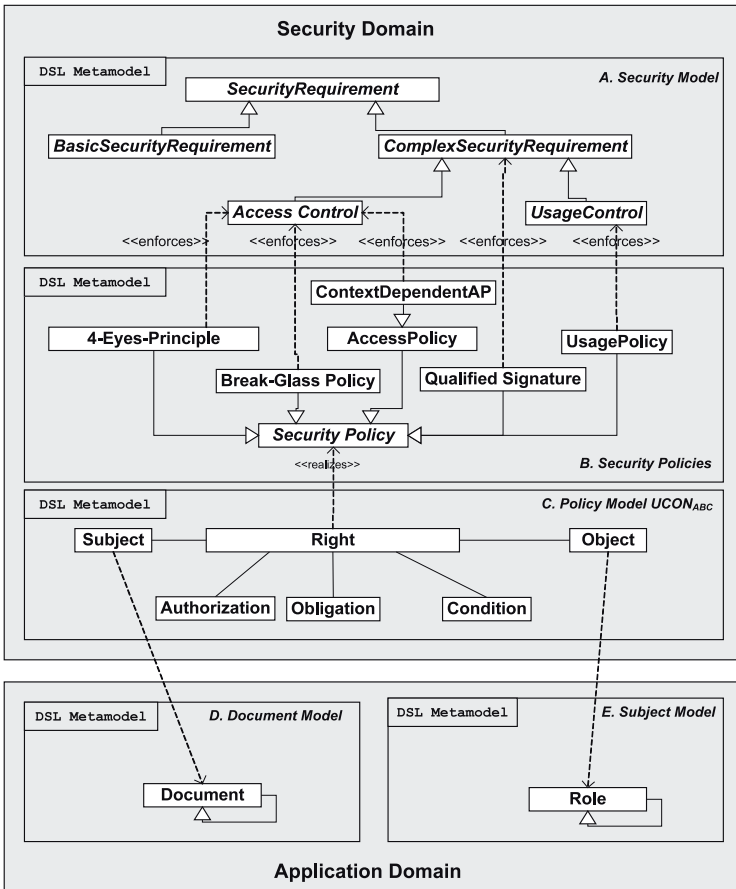 Security Domain
DSL Metamodel
A. Security Model
SecurityRequirement
BasicSecurityRequirement
ComplexSecurityRequirement
Access Control
UsageControl
<<enforces>>
<<enforces>>
<<enforces>>
<<enforces>>
<<enforces>>
DSL Metamodel
ContextDependentAP
4-Eyes-Principle
AccessPolicy
UsagePolicy
Break-Glass Policy
Qualified Signature
Security Policy
<<realizes>>
B. Security Policies
DSL Metamodel
C. Policy Model UCONABC
Subject
Right
Object
Authorization
Obligation
Condition
DSL Metamodel
D. Document Model
Document
DSL Metamodel
E. Subject Model
Role
Application Domain